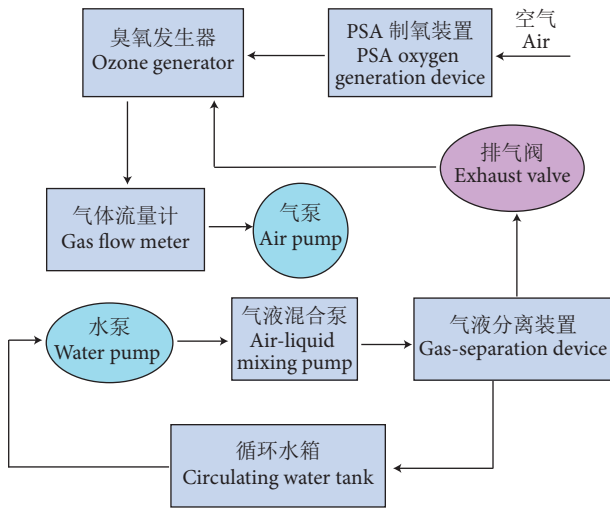 臭氧发生器
Ozone generator
PSA 制氧装置
PSA oxygen
generation device
空气
Air
排气阀
Exhaust valve
气体流量计
Gas flow meter
气泵
Air pump
水泵
Water pump
气液混合泵
Air-liquid
mixing pump
气液分离装置
Gas-separation device
循环水箱
Circulating water tank